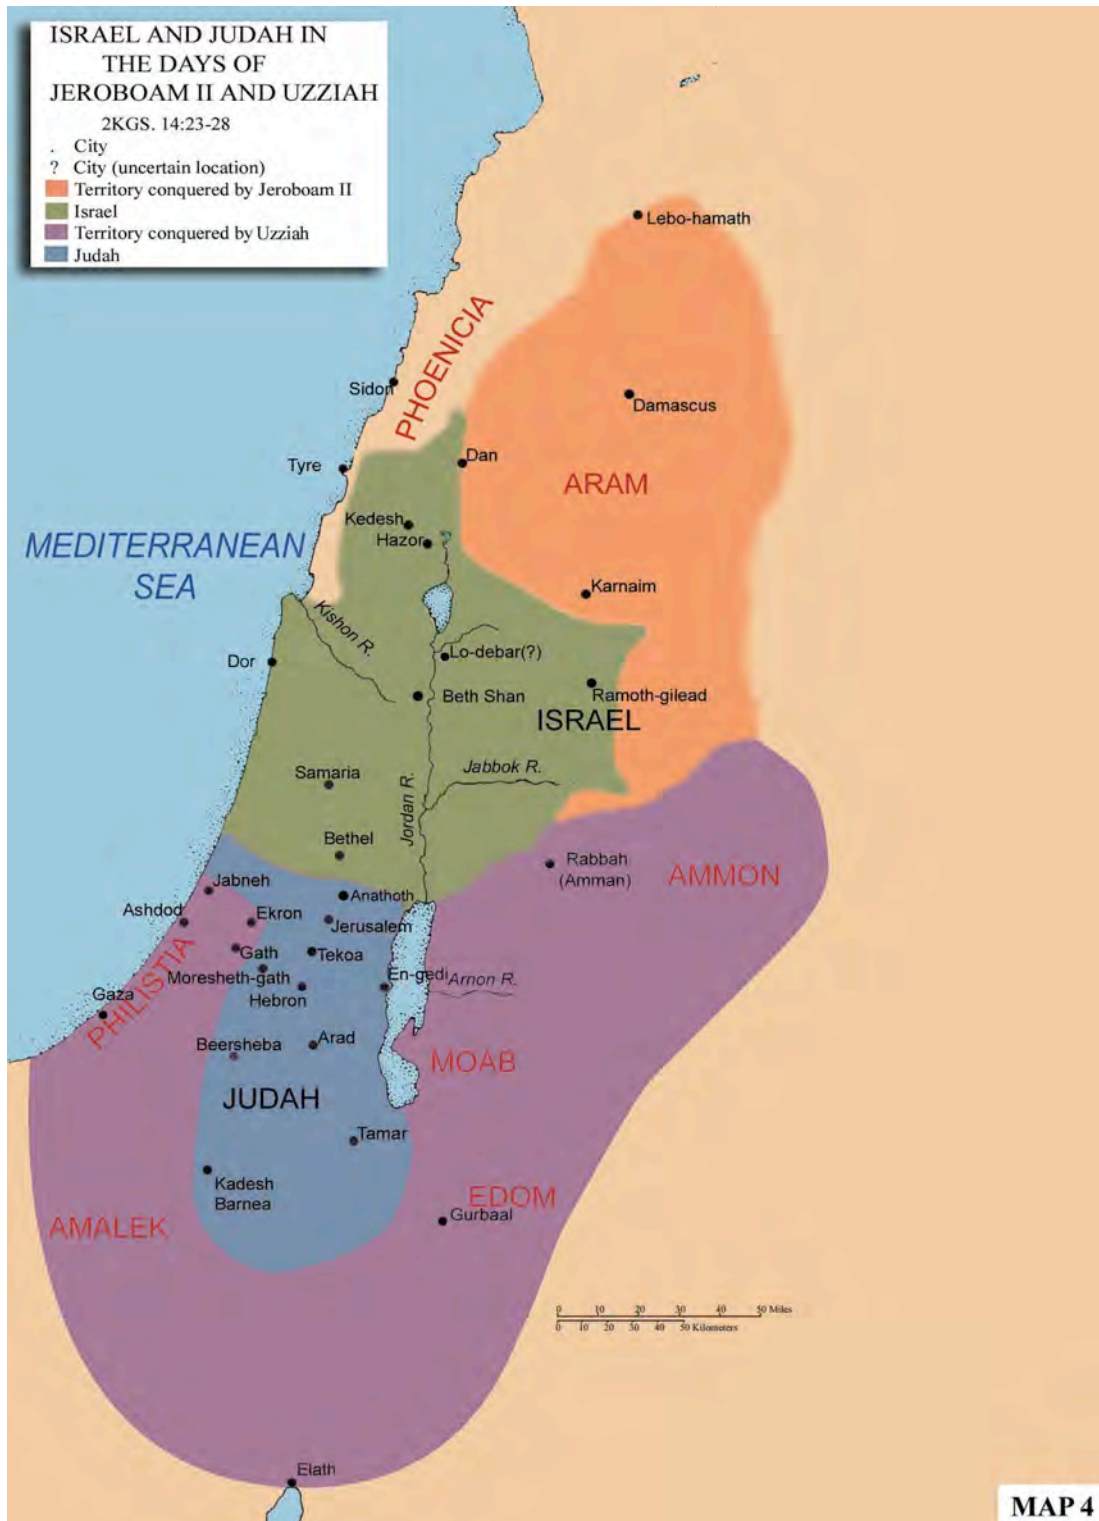 ISRAEL AND JUDAH IN
THE DAYS OF
JEROBOAM II AND UZZIAH
2KGS. 14:23-28
. City
? City (uncertain location)
Territory conquered by Jeroboam II
Israel
Territory conquered by Uzziah
Judah
Lebo-hamath
PHOENICIA
Sidon
Damascus
Dan
Tyre
ARAM
Kedesh
Hazor
MEDITERRANEAN
SEA
Karnaim
Kishon R.
Lo-debar(?)
Dor
Beth Shan
Ramoth-gilead
ISRAEL
Samaria
Jabbok R.
Jordan R.
Bethel
Rabbah
(Amman)
AMMON
Jabneh
Anathoth
Ashdod
Ekron
Jerusalem
Gath
Tekoa
PHILISTIA
Moresheth-gath
En-gedi
Arnon R.
Hebron
Gaza
Beersheba
Arad
MOAB
JUDAH
Tamar
Kadesh
Barnea
EDOM
Gurbaal
AMALEK
0 10 20 30 40 50 Miles
0 10 20 30 40 50 Kilometers
Elath
MAP 4